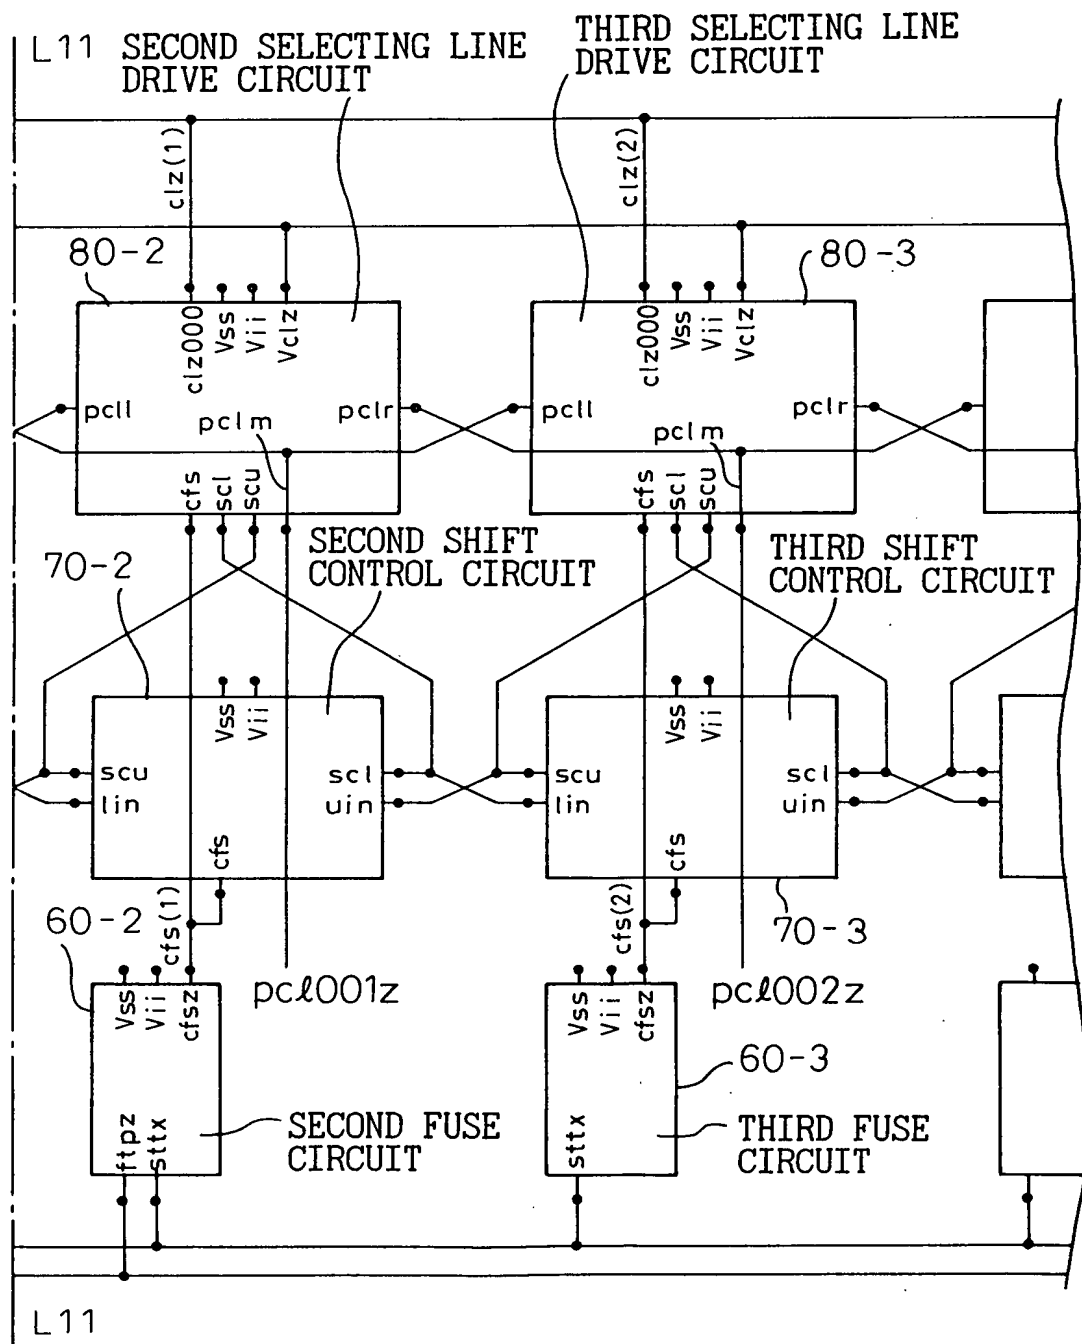 L11
SECOND SELECTING LINE
DRIVE CIRCUIT
THIRD SELECTING LINE
DRIVE CIRCUIT
clz(1)
clz(2)
80-2
80-3
clz000
Vss
Vii
Vclz
clz000
Vss
Vii
Vclz
pcll
pclm
pclr
pcll
pclm
pclr
cfs
scl
scu
cfs
scl
scu
70-2
SECOND SHIFT
CONTROL CIRCUIT
THIRD SHIFT
CONTROL CIRCUIT
Vss
Vii
Vss
Vii
scu
lin
scl
uin
scu
lin
scl
uin
cfs
cfs
60-2
cfs(1)
cfs(2)
70-3
Vss
Vii
cfsz
pcl001z
Vss
Vii
cfsz
pcl002z
60-3
ftpz
sttx
SECOND FUSE
CIRCUIT
sttx
THIRD FUSE
CIRCUIT
L11